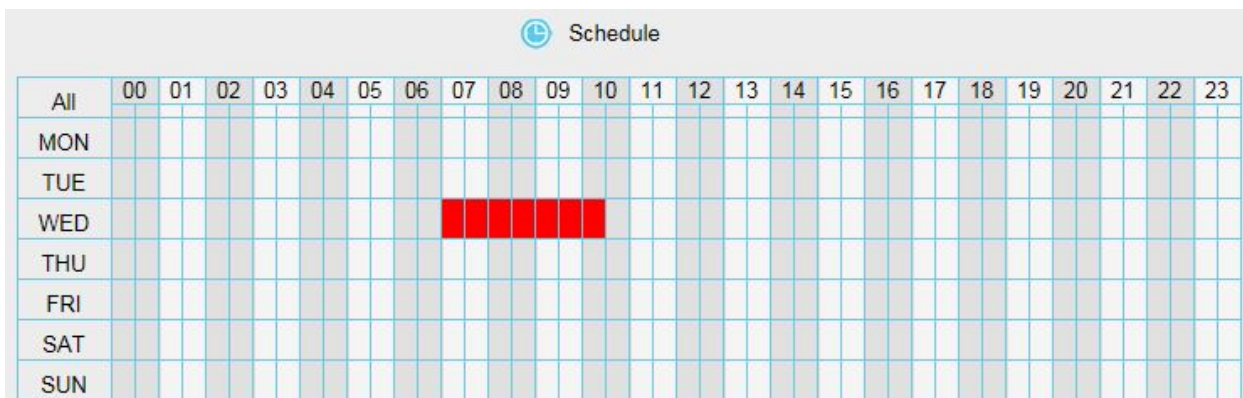 Schedule
All 00 01 02 03 04 05 06 07 08 09 10 11 12 13 14 15 16 17 18 19 20 21 22 23
MON
TUE
WED
THU
FRI
SAT
SUN